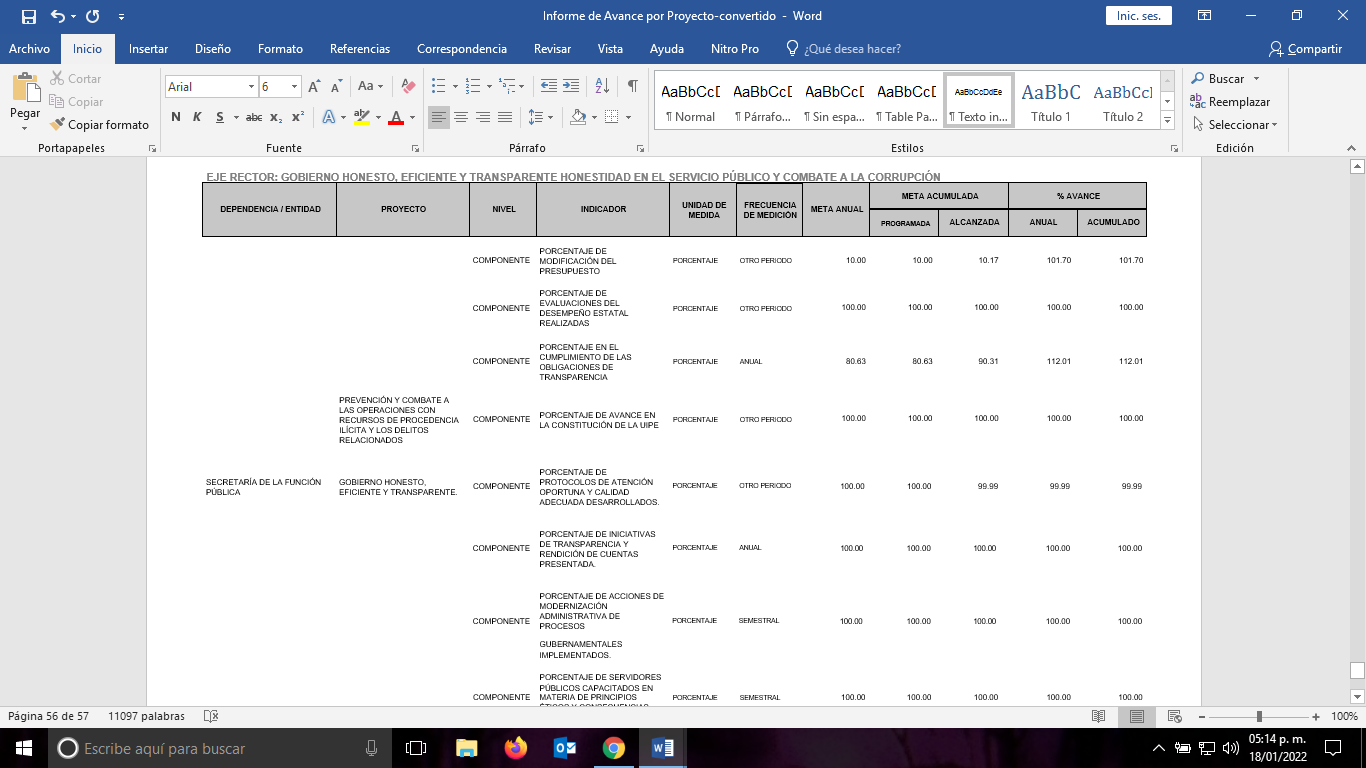 Informe de Avance por Proyecto-convertido - Word
Inic. ses.
Archivo Inicio Insertar Diseño Formato Referencias Correspondencia Revisar Vista Ayuda Nitro Pro ¿Qué desea hacer? Compartir
Pegar
Cortar
Copiar
Copiar formato
Portapapeles
Arial 6
N K S abc x₂ x²
Fuente
Párrafo
AaBbCcD AaBbCcD AaBbCcD AaBbCcD AaBbCcDdEe AaBbC AaBbCcI
¶ Normal ¶ Párrafo... ¶ Sin espa... ¶ Table Pa... ¶ Texto in... Título 1 Título 2
Estilos
Buscar
Reemplazar
Seleccionar
Edición
EJE RECTOR: GOBIERNO HONESTO, EFICIENTE Y TRANSPARENTE HONESTIDAD EN EL SERVICIO PÚBLICO Y COMBATE A LA CORRUPCIÓN
DEPENDENCIA / ENTIDAD PROYECTO NIVEL INDICADOR UNIDAD DE MEDIDA FRECUENCIA DE MEDICIÓN META ANUAL META ACUMULADA % AVANCE
PROGRAMADA ALCANZADA ANUAL ACUMULADO
PORCENTAJE DE
MODIFICACIÓN DEL
PRESUPUESTO
COMPONENTE PORCENTAJE OTRO PERIODO 10.00 10.00 10.17 101.70 101.70
PORCENTAJE DE
EVALUACIONES DEL
DESEMPEÑO ESTATAL
REALIZADAS
COMPONENTE PORCENTAJE OTRO PERIODO 100.00 100.00 100.00 100.00 100.00
PORCENTAJE EN EL
CUMPLIMIENTO DE LAS
OBLIGACIONES DE
TRANSPARENCIA
COMPONENTE PORCENTAJE ANUAL 80.63 80.63 90.31 112.01 112.01
PREVENCIÓN Y COMBATE A
LAS OPERACIONES CON
RECURSOS DE PROCEDENCIA
ILÍCITA Y LOS DELITOS
RELACIONADOS
COMPONENTE
PORCENTAJE DE AVANCE EN
LA CONSTITUCIÓN DE LA UIPE
PORCENTAJE OTRO PERIODO 100.00 100.00 100.00 100.00 100.00
SECRETARÍA DE LA FUNCIÓN
PÚBLICA
GOBIERNO HONESTO,
EFICIENTE Y TRANSPARENTE.
COMPONENTE
PORCENTAJE DE
PROTOCOLOS DE ATENCIÓN
OPORTUNA Y CALIDAD
ADECUADA DESARROLLADOS.
PORCENTAJE OTRO PERIODO 100.00 100.00 99.99 99.99 99.99
PORCENTAJE DE INICIATIVAS
DE TRANSPARENCIA Y
RENDICIÓN DE CUENTAS
PRESENTADA.
COMPONENTE PORCENTAJE ANUAL 100.00 100.00 100.00 100.00 100.00
PORCENTAJE DE ACCIONES DE
MODERNIZACIÓN
ADMINISTRATIVA DE
PROCESOS
GUBERNAMENTALES
IMPLEMENTADOS.
COMPONENTE PORCENTAJE SEMESTRAL 100.00 100.00 100.00 100.00 100.00
PORCENTAJE DE SERVIDORES
PÚBLICOS CAPACITADOS EN
MATERIA DE PRINCIPIOS
ÉTICOS Y CONSECUENCIAS
COMPONENTE PORCENTAJE SEMESTRAL 100.00 100.00 100.00 100.00 100.00
Página 56 de 57 11097 palabras 100%
Escribe aquí para buscar
05:14 p. m.
18/01/2022